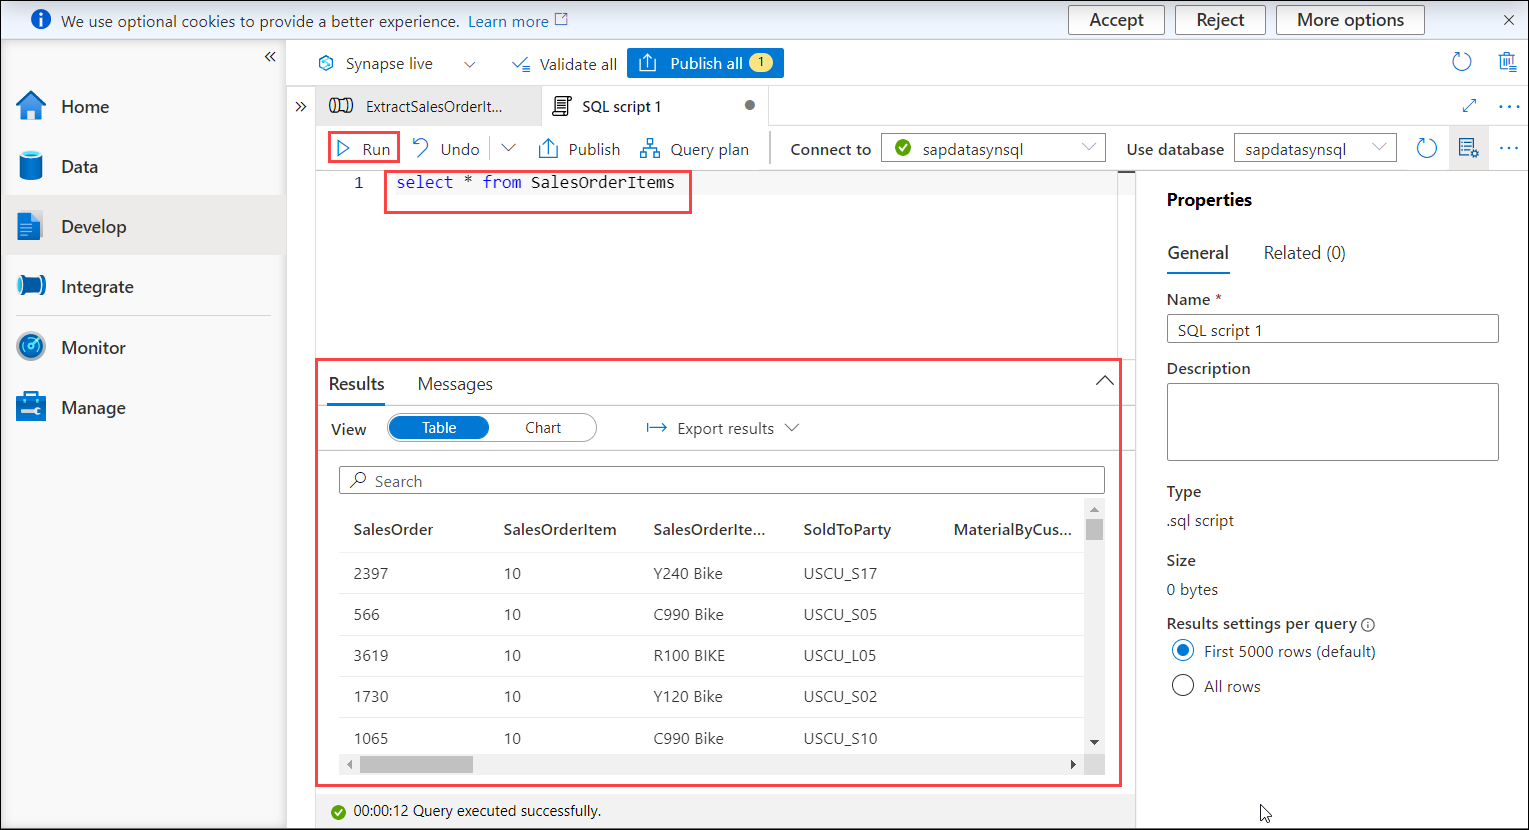 We use optional cookies to provide a better experience. Learn more
Accept
Reject
More options
Synapse live
Validate all
Publish all 1
Home
Data
Develop
Integrate
Monitor
Manage
ExtractSalesOrderIt...
SQL script 1
Run
Undo
Publish
Query plan
Connect to
sapdatasynsql
Use database
sapdatasynsql
1 select * from SalesOrderItems
Results
Messages
View
Table
Chart
Export results
Search
SalesOrder SalesOrderItem SalesOrderIte... SoldToParty MaterialByCus...
2397 10 Y240 Bike USCU_S17
566 10 C990 Bike USCU_S05
3619 10 R100 BIKE USCU_L05
1730 10 Y120 Bike USCU_S02
1065 10 C990 Bike USCU_S10
00:00:12 Query executed successfully.
Properties
General
Related (0)
Name *
SQL script 1
Description
Type
.sql script
Size
0 bytes
Results settings per query
First 5000 rows (default)
All rows